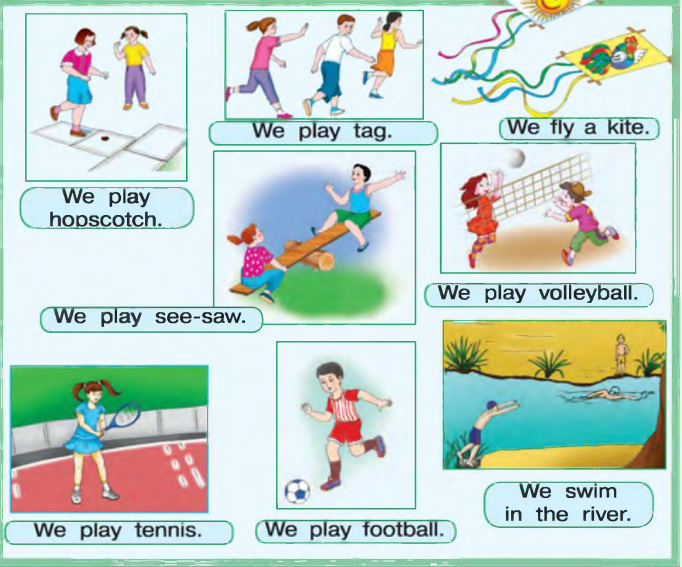 We play
hopscotch.
We play tag.
We fly a kite.
We play see-saw.
We play volleyball.
We play tennis.
We play football.
We swim
in the river.